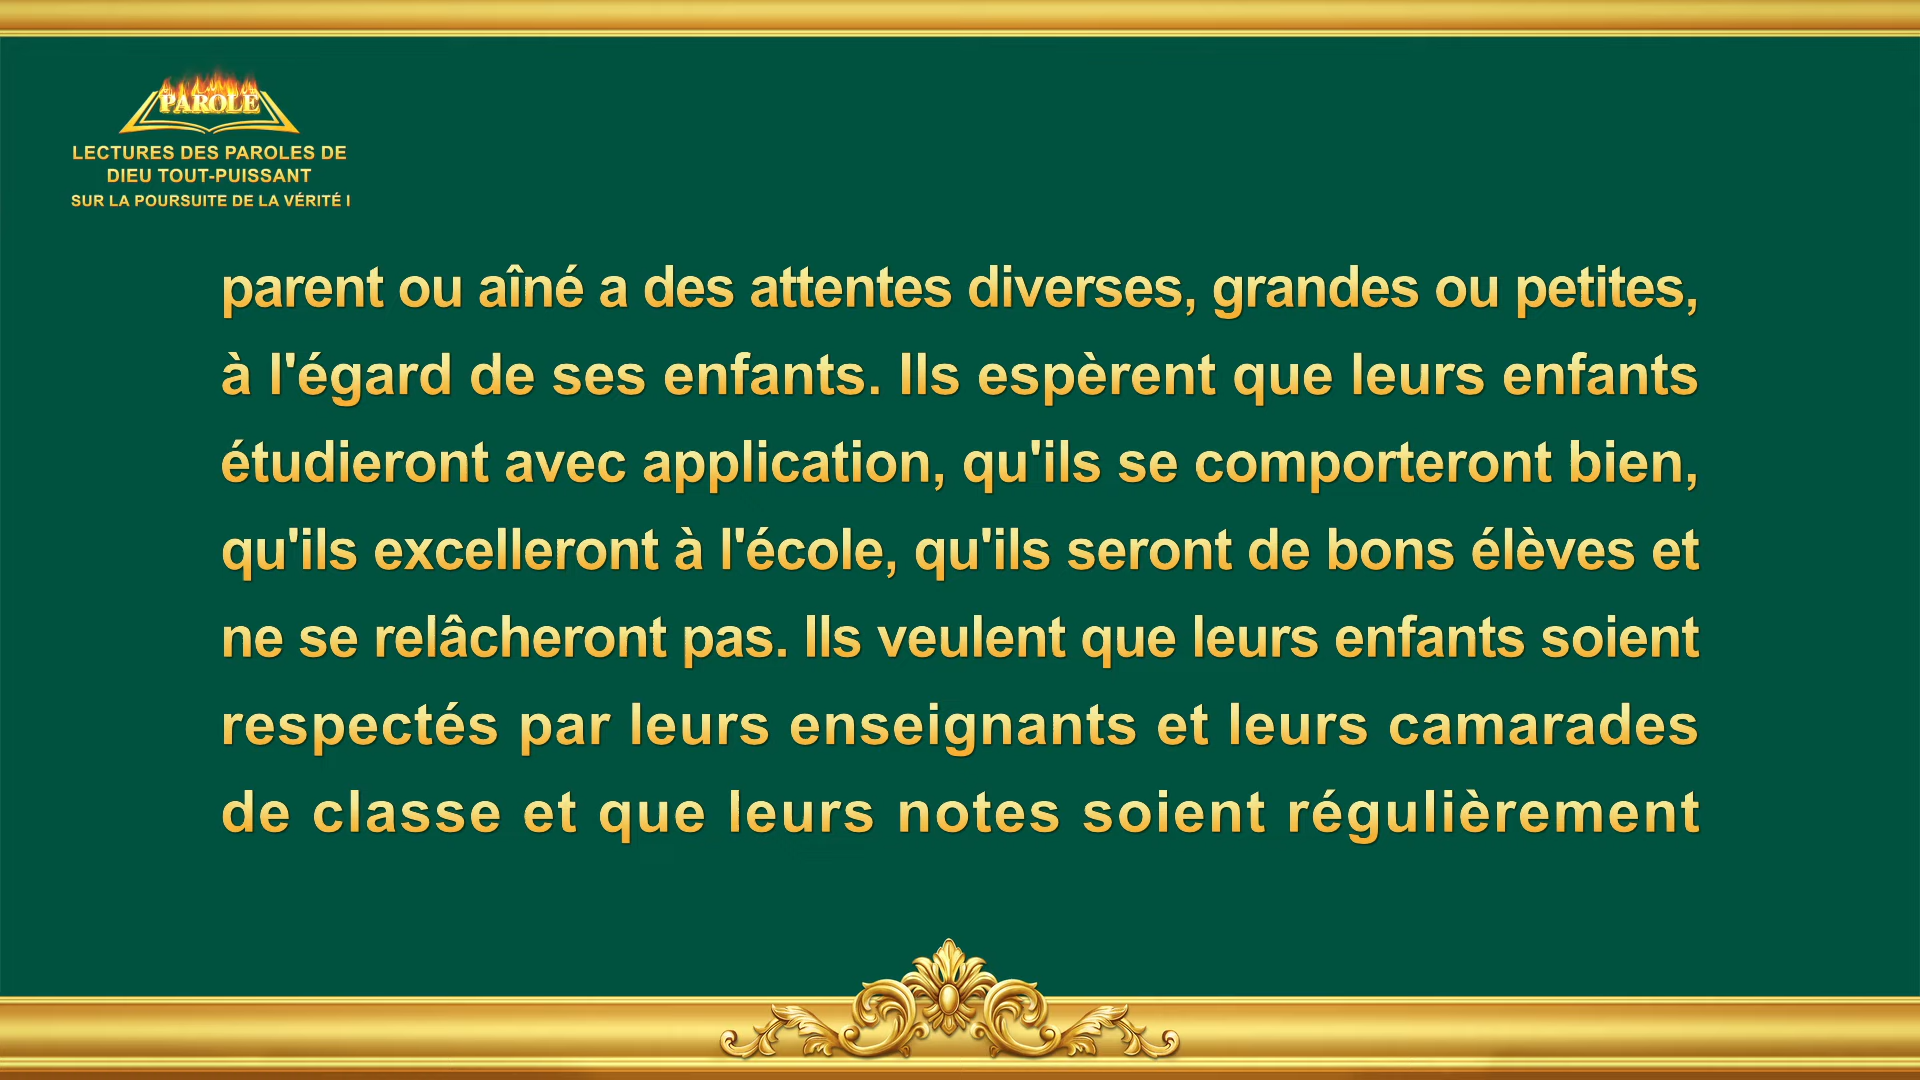 PAROLE
LECTURES DES PAROLES DE
DIEU TOUT-PUISSANT
SUR LA POURSUITE DE LA VÉRITÉ I
parent ou aîné a des attentes diverses, grandes ou petites,
à l'égard de ses enfants. Ils espèrent que leurs enfants
étudieront avec application, qu'ils se comporteront bien,
qu'ils excelleront à l'école, qu'ils seront de bons élèves et
ne se relâcheront pas. Ils veulent que leurs enfants soient
respectés par leurs enseignants et leurs camarades
de classe et que leurs notes soient régulièrement